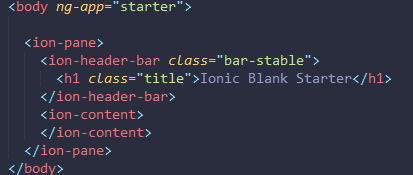 <body ng-app="starter">
<ion-pane>
<ion-header-bar class="bar-stable">
<h1 class="title">Ionic Blank Starter</h1>
</ion-header-bar>
<ion-content>
</ion-content>
</ion-pane>
</body>